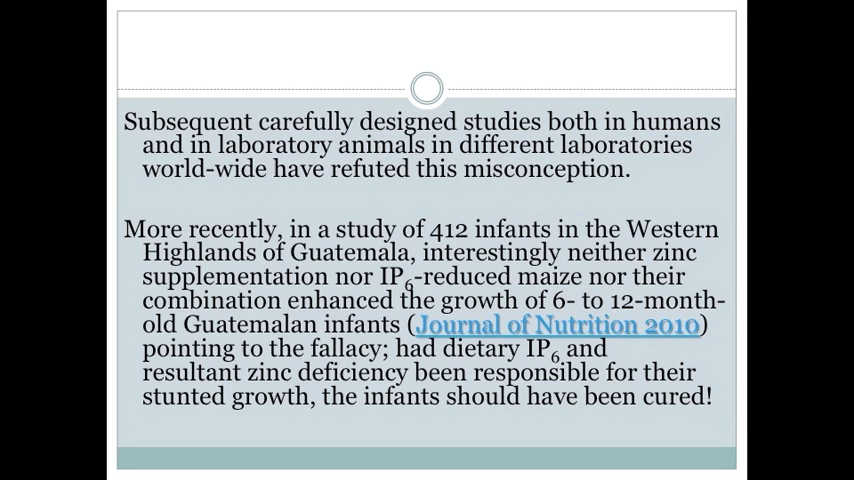 Subsequent carefully designed studies both in humans
and in laboratory animals in different laboratories
world-wide have refuted this misconception.
More recently, in a study of 412 infants in the Western
Highlands of Guatemala, interestingly neither zinc
supplementation nor IP₆-reduced maize nor their
combination enhanced the growth of 6- to 12-month-
old Guatemalan infants (Journal of Nutrition 2010)
pointing to the fallacy; had dietary IP₆ and
resultant zinc deficiency been responsible for their
stunted growth, the infants should have been cured!